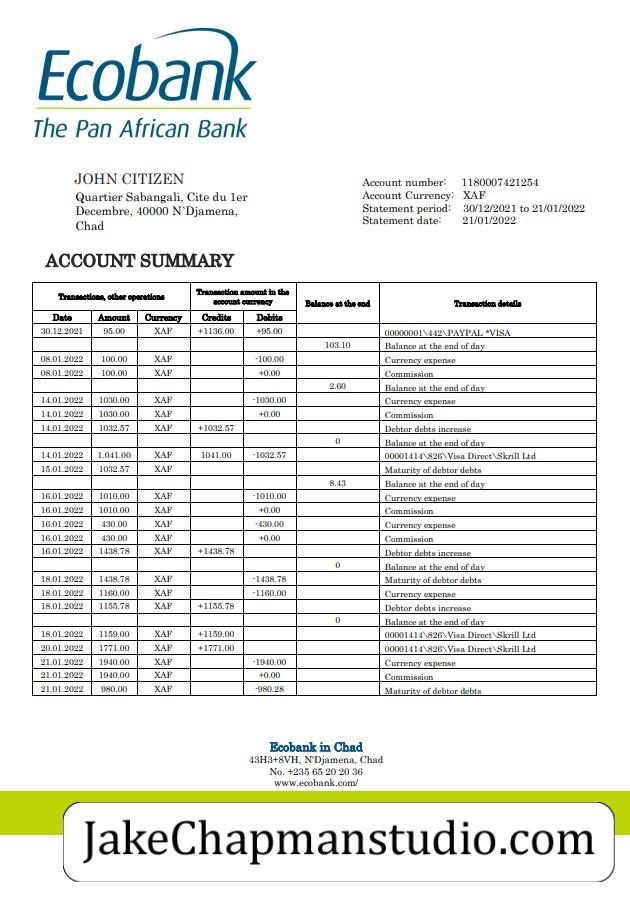 Ecobank
The Pan African Bank
JOHN CITIZEN
Quartier Sabangali, Cite du 1er
Decembre, 40000 N'Djamena,
Chad
Account number: 1180007421254
Account Currency: XAF
Statement period: 30/12/2021 to 21/01/2022
Statement date: 21/01/2022
ACCOUNT SUMMARY
Transactions, other operations Transaction amount in the account currency Balance at the end Transaction details
Date Amount Currency Credits Debits
30.12.2021 95.00 XAF +1136.00 +95.00 00000001\442\PAYPAL *VISA
103.10 Balance at the end of day
08.01.2022 100.00 XAF -100.00 Currency expense
08.01.2022 100.00 XAF +0.00 Commission
2.60 Balance at the end of day
14.01.2022 1030.00 XAF -1030.00 Currency expense
14.01.2022 1030.00 XAF +0.00 Commission
14.01.2022 1032.57 XAF +1032.57 Debtor debts increase
0 Balance at the end of day
14.01.2022 1.041.00 XAF 1041.00 -1032.57 00001414\826\Visa Direct\Skrill Ltd
15.01.2022 1032.57 XAF Maturity of debtor debts
8.43 Balance at the end of day
16.01.2022 1010.00 XAF -1010.00 Currency expense
16.01.2022 1010.00 XAF +0.00 Commission
16.01.2022 430.00 XAF -430.00 Currency expense
16.01.2022 430.00 XAF +0.00 Commission
16.01.2022 1438.78 XAF +1438.78 Debtor debts increase
0 Balance at the end of day
18.01.2022 1438.78 XAF -1438.78 Maturity of debtor debts
18.01.2022 1160.00 XAF -1160.00 Currency expense
18.01.2022 1155.78 XAF +1155.78 Debtor debts increase
0 Balance at the end of day
18.01.2022 1159.00 XAF +1159.00 00001414\826\Visa Direct\Skrill Ltd
20.01.2022 1771.00 XAF +1771.00 00001414\826\Visa Direct\Skrill Ltd
21.01.2022 1940.00 XAF -1940.00 Currency expense
21.01.2022 1940.00 XAF +0.00 Commission
21.01.2022 980.00 XAF -980.28 Maturity of debtor debts
Ecobank in Chad
43H3+8VH, N'Djamena, Chad
No. +235 65 20 20 36
www.ecobank.com/
JakeChapmanstudio.com